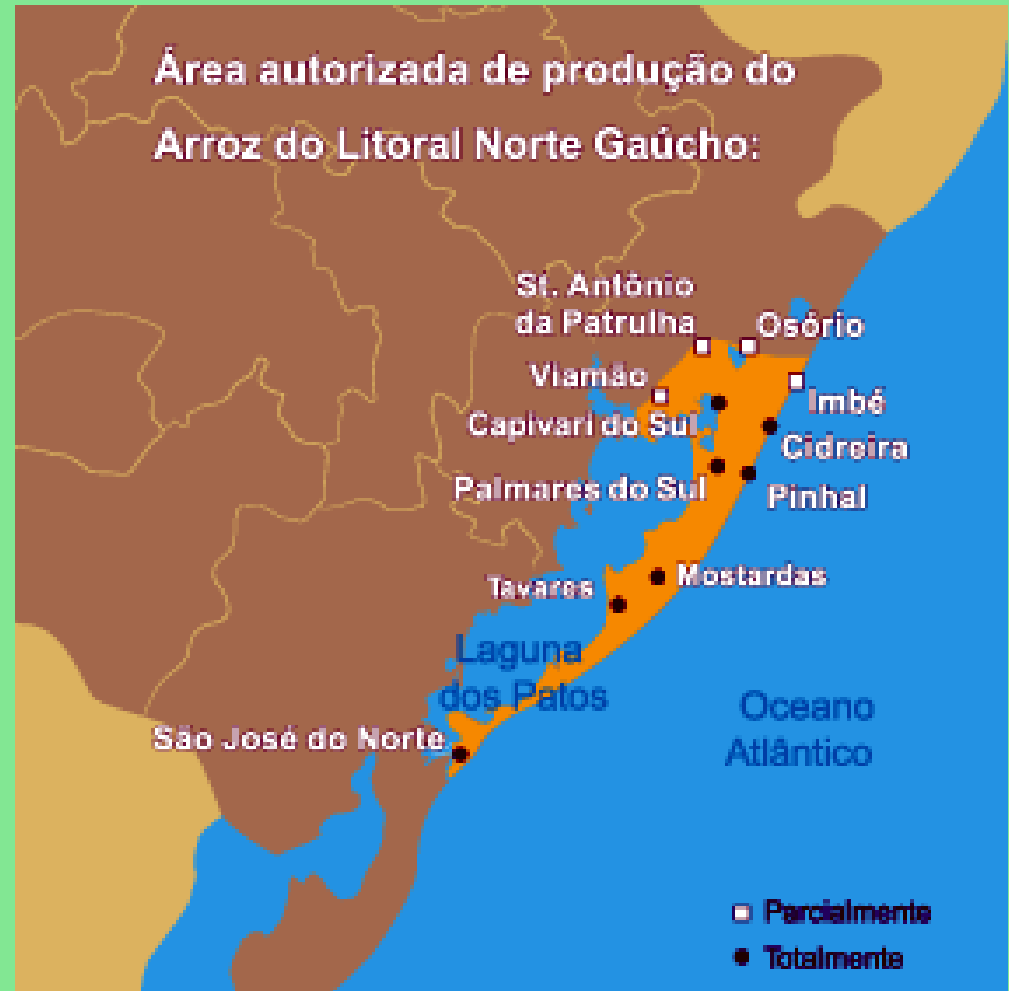 Área autorizada de produção do
Arroz do Litoral Norte Gaúcho:
St. Antônio
da Patrulha
Osório
Viamão
Imbé
Capivari do Sul
Cidreira
Palmares do Sul
Pinhal
Tavares
Mostardas
Laguna
dos Patos
Oceano
Atlântico
São José do Norte
Parcialmente
Totalmente